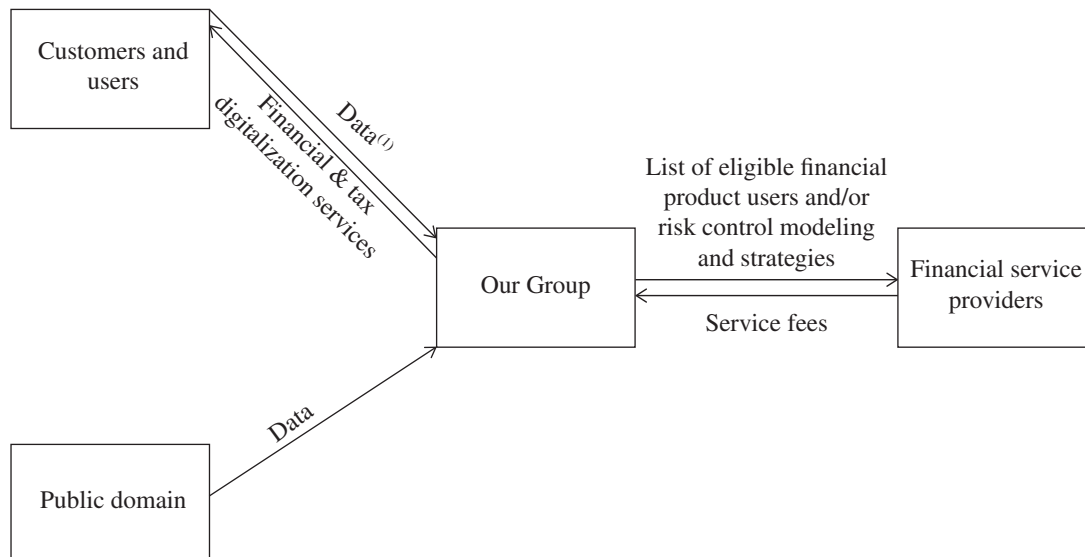 Customers and
users
Data(1)
Financial & tax
digitalization services
List of eligible financial
product users and/or
risk control modeling
and strategies
Our Group
Financial service
providers
Service fees
Data
Public domain